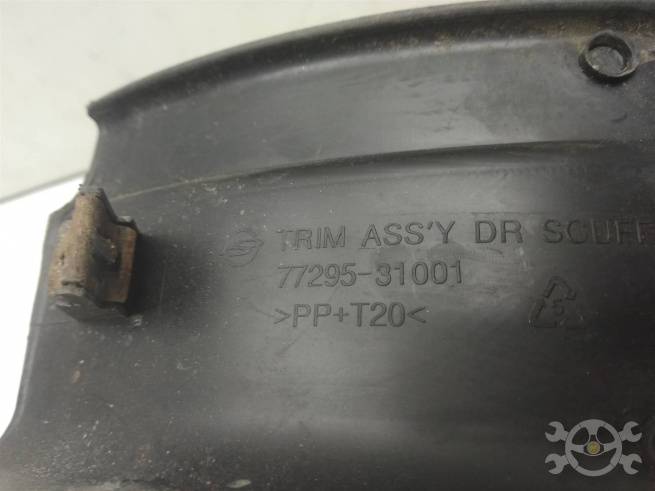 TRIM ASS'Y DR SCUFF
77295-31001
>PP+T20<